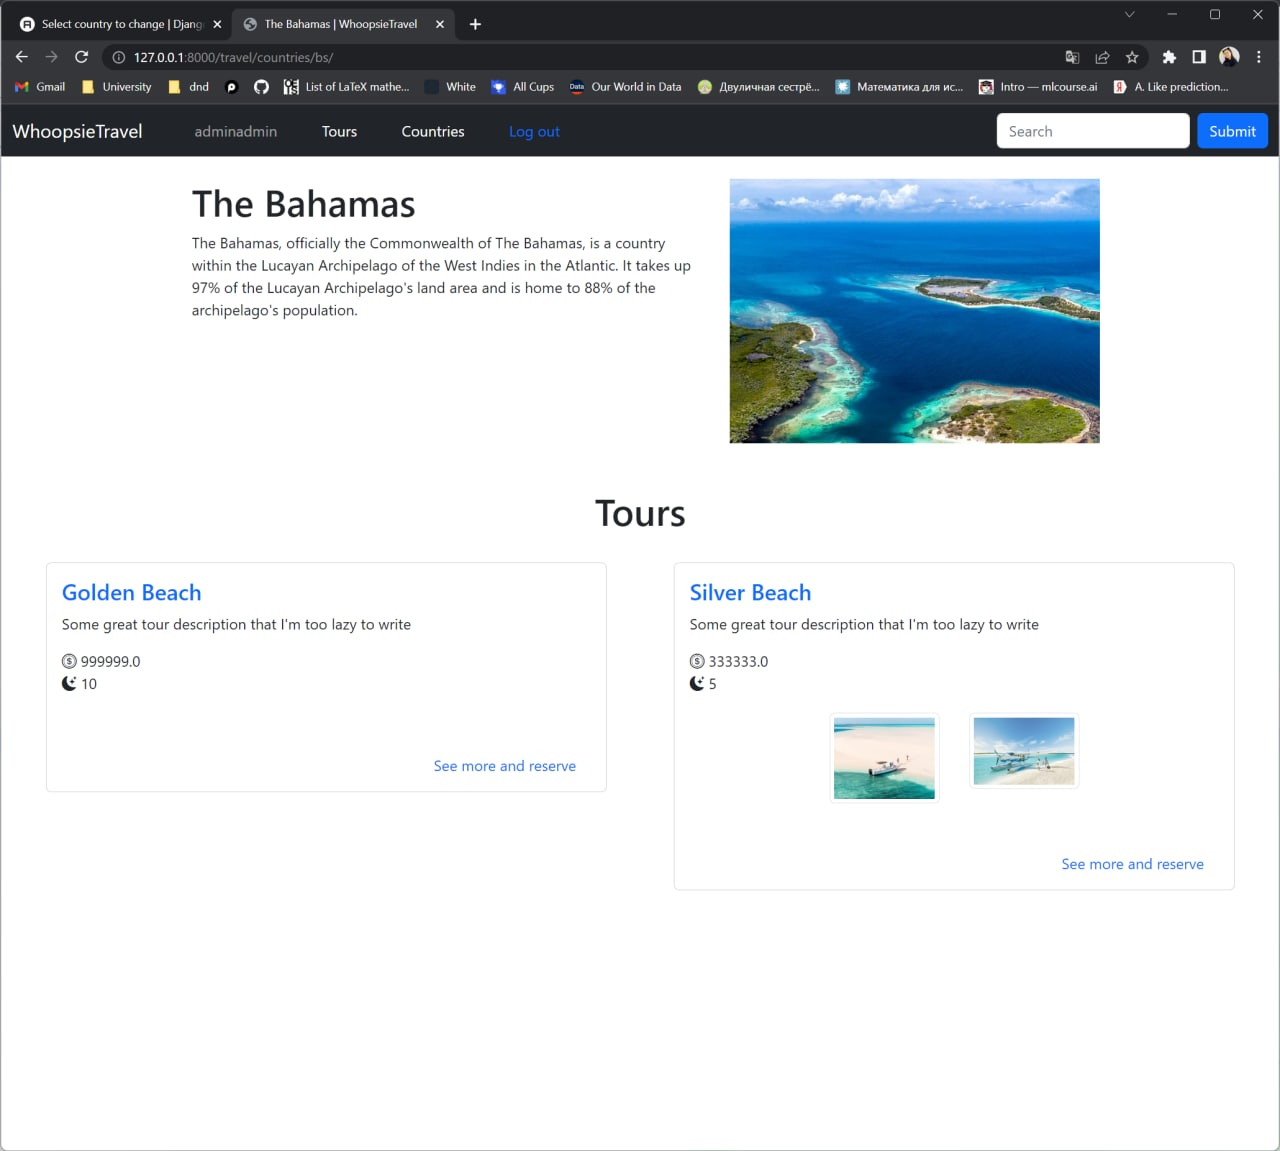 Select country to change | Djang
The Bahamas | WhoopsieTravel
127.0.0.1:8000/travel/countries/bs/
Gmail
University
dnd
List of LaTeX mathe...
White
All Cups
Data
Our World in Data
Двуличная сестрё...
Математика для ис...
Intro — mlcourse.ai
Я
A. Like prediction...
WhoopsieTravel
adminadmin
Tours
Countries
Log out
Search
Submit
The Bahamas
The Bahamas, officially the Commonwealth of The Bahamas, is a country
within the Lucayan Archipelago of the West Indies in the Atlantic. It takes up
97% of the Lucayan Archipelago's land area and is home to 88% of the
archipelago's population.
Tours
Golden Beach
Some great tour description that I'm too lazy to write
999999.0
10
See more and reserve
Silver Beach
Some great tour description that I'm too lazy to write
333333.0
5
See more and reserve